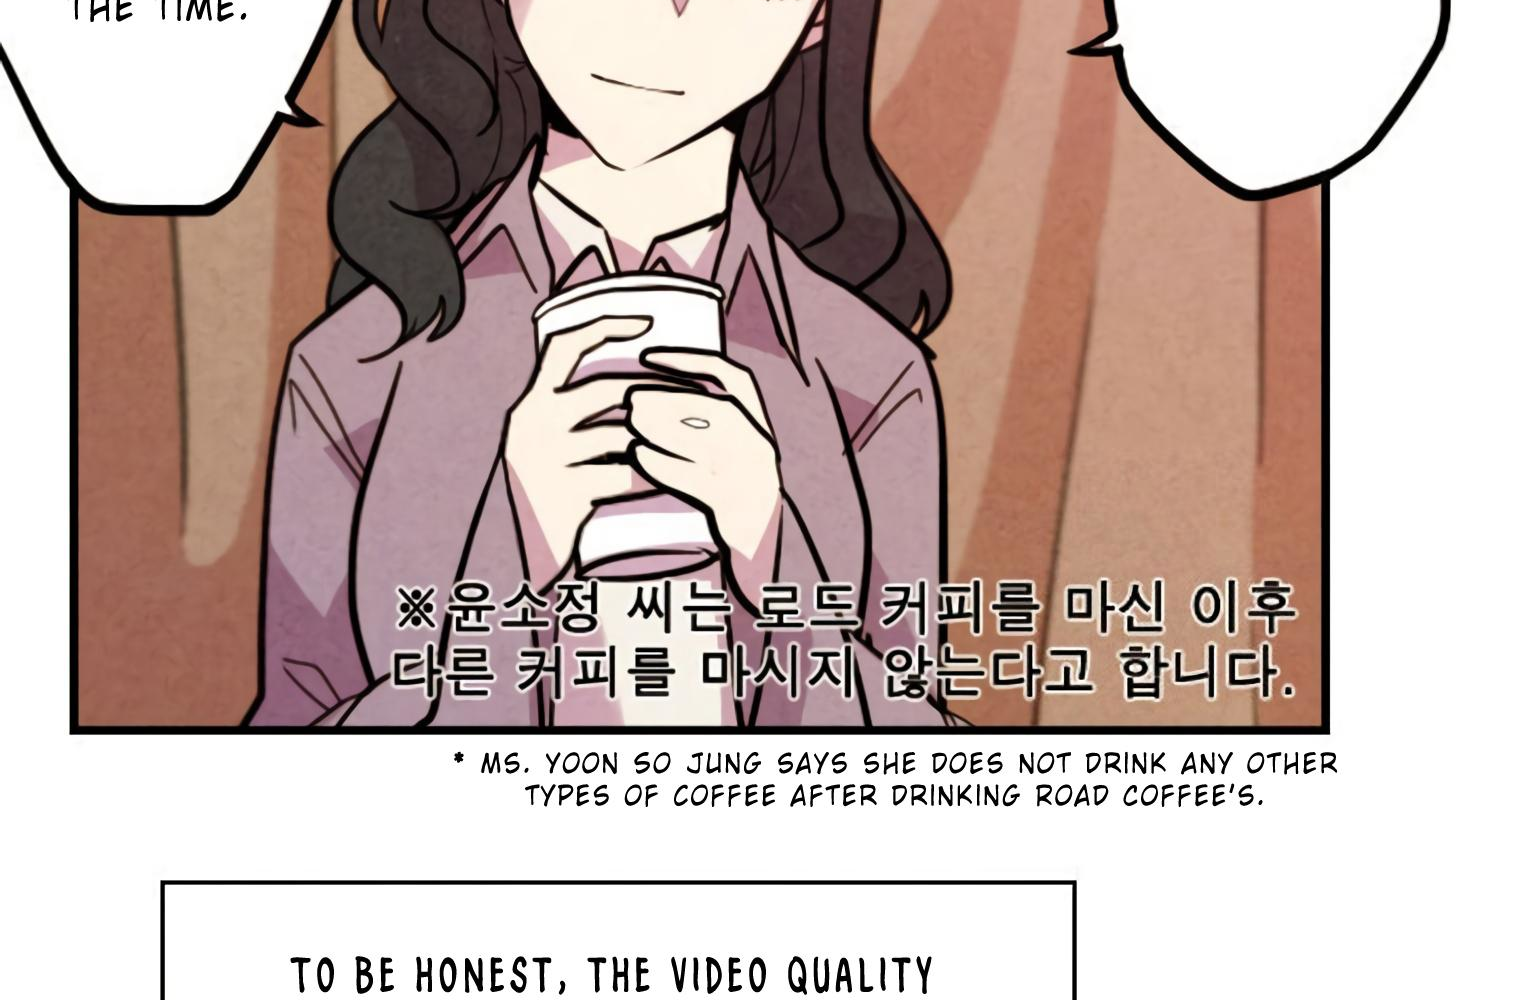 THE TIME.
※윤소정 씨는 로드 커피를 마신 이후
다른 커피를 마시지 않는다고 합니다.
* MS. YOON SO JUNG SAYS SHE DOES NOT DRINK ANY OTHER
TYPES OF COFFEE AFTER DRINKING ROAD COFFEE'S.
TO BE HONEST, THE VIDEO QUALITY